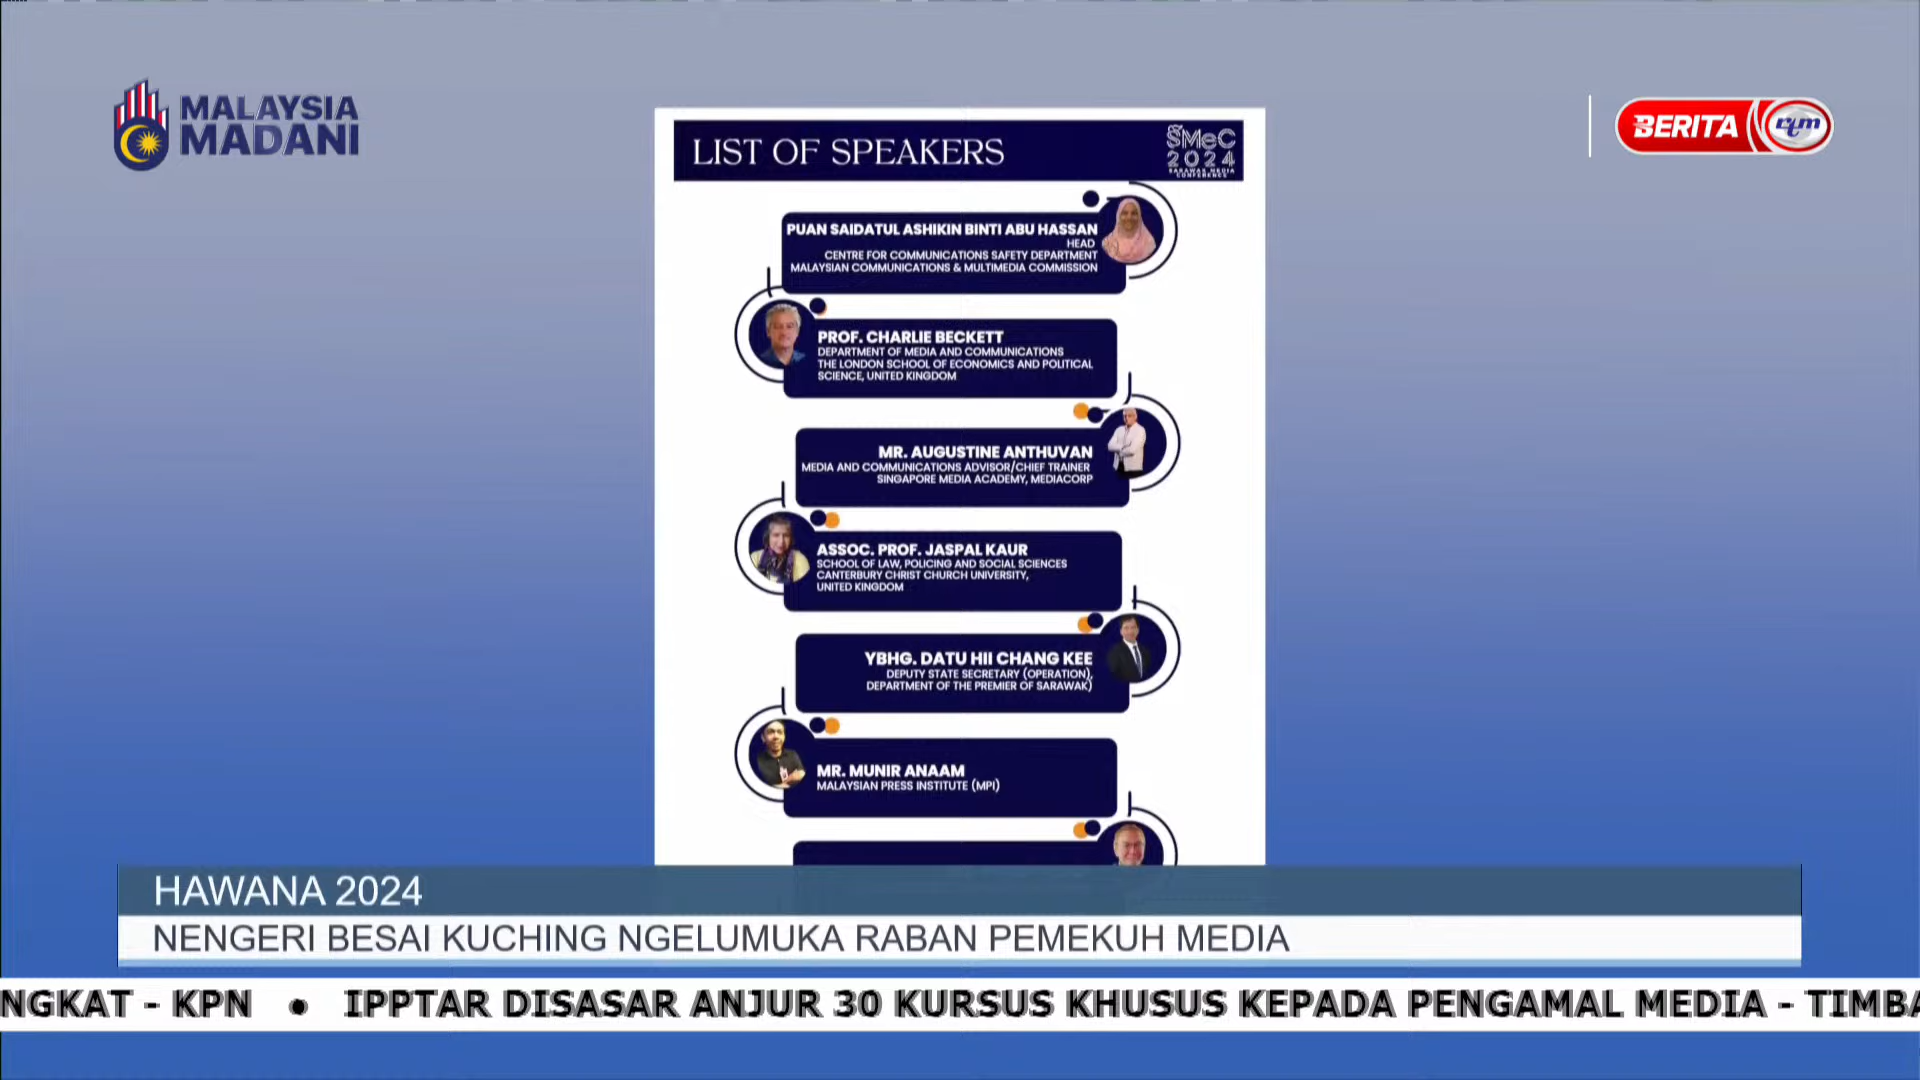 MALAYSIA
MADANI
BERITA rtm
LIST OF SPEAKERS
SMeC
2024
SARAWAK MEDIA
CONFERENCE
PUAN SAIDATUL ASHIKIN BINTI ABU HASSAN
HEAD
CENTRE FOR COMMUNICATIONS SAFETY DEPARTMENT
MALAYSIAN COMMUNICATIONS & MULTIMEDIA COMMISSION
PROF. CHARLIE BECKETT
DEPARTMENT OF MEDIA AND COMMUNICATIONS
THE LONDON SCHOOL OF ECONOMICS AND POLITICAL
SCIENCE, UNITED KINGDOM
MR. AUGUSTINE ANTHUVAN
MEDIA AND COMMUNICATIONS ADVISOR/CHIEF TRAINER
SINGAPORE MEDIA ACADEMY, MEDIACORP
ASSOC. PROF. JASPAL KAUR
SCHOOL OF LAW, POLICING AND SOCIAL SCIENCES
CANTERBURY CHRIST CHURCH UNIVERSITY,
UNITED KINGDOM
YBHG. DATU HII CHANG KEE
DEPUTY STATE SECRETARY (OPERATION),
DEPARTMENT OF THE PREMIER OF SARAWAK)
MR. MUNIR ANAAM
MALAYSIAN PRESS INSTITUTE (MPI)
HAWANA 2024
NENGERI BESAI KUCHING NGELUMUKA RABAN PEMEKUH MEDIA
NGKAT - KPN • IPPTAR DISASAR ANJUR 30 KURSUS KHUSUS KEPADA PENGAMAL MEDIA - TIMBA